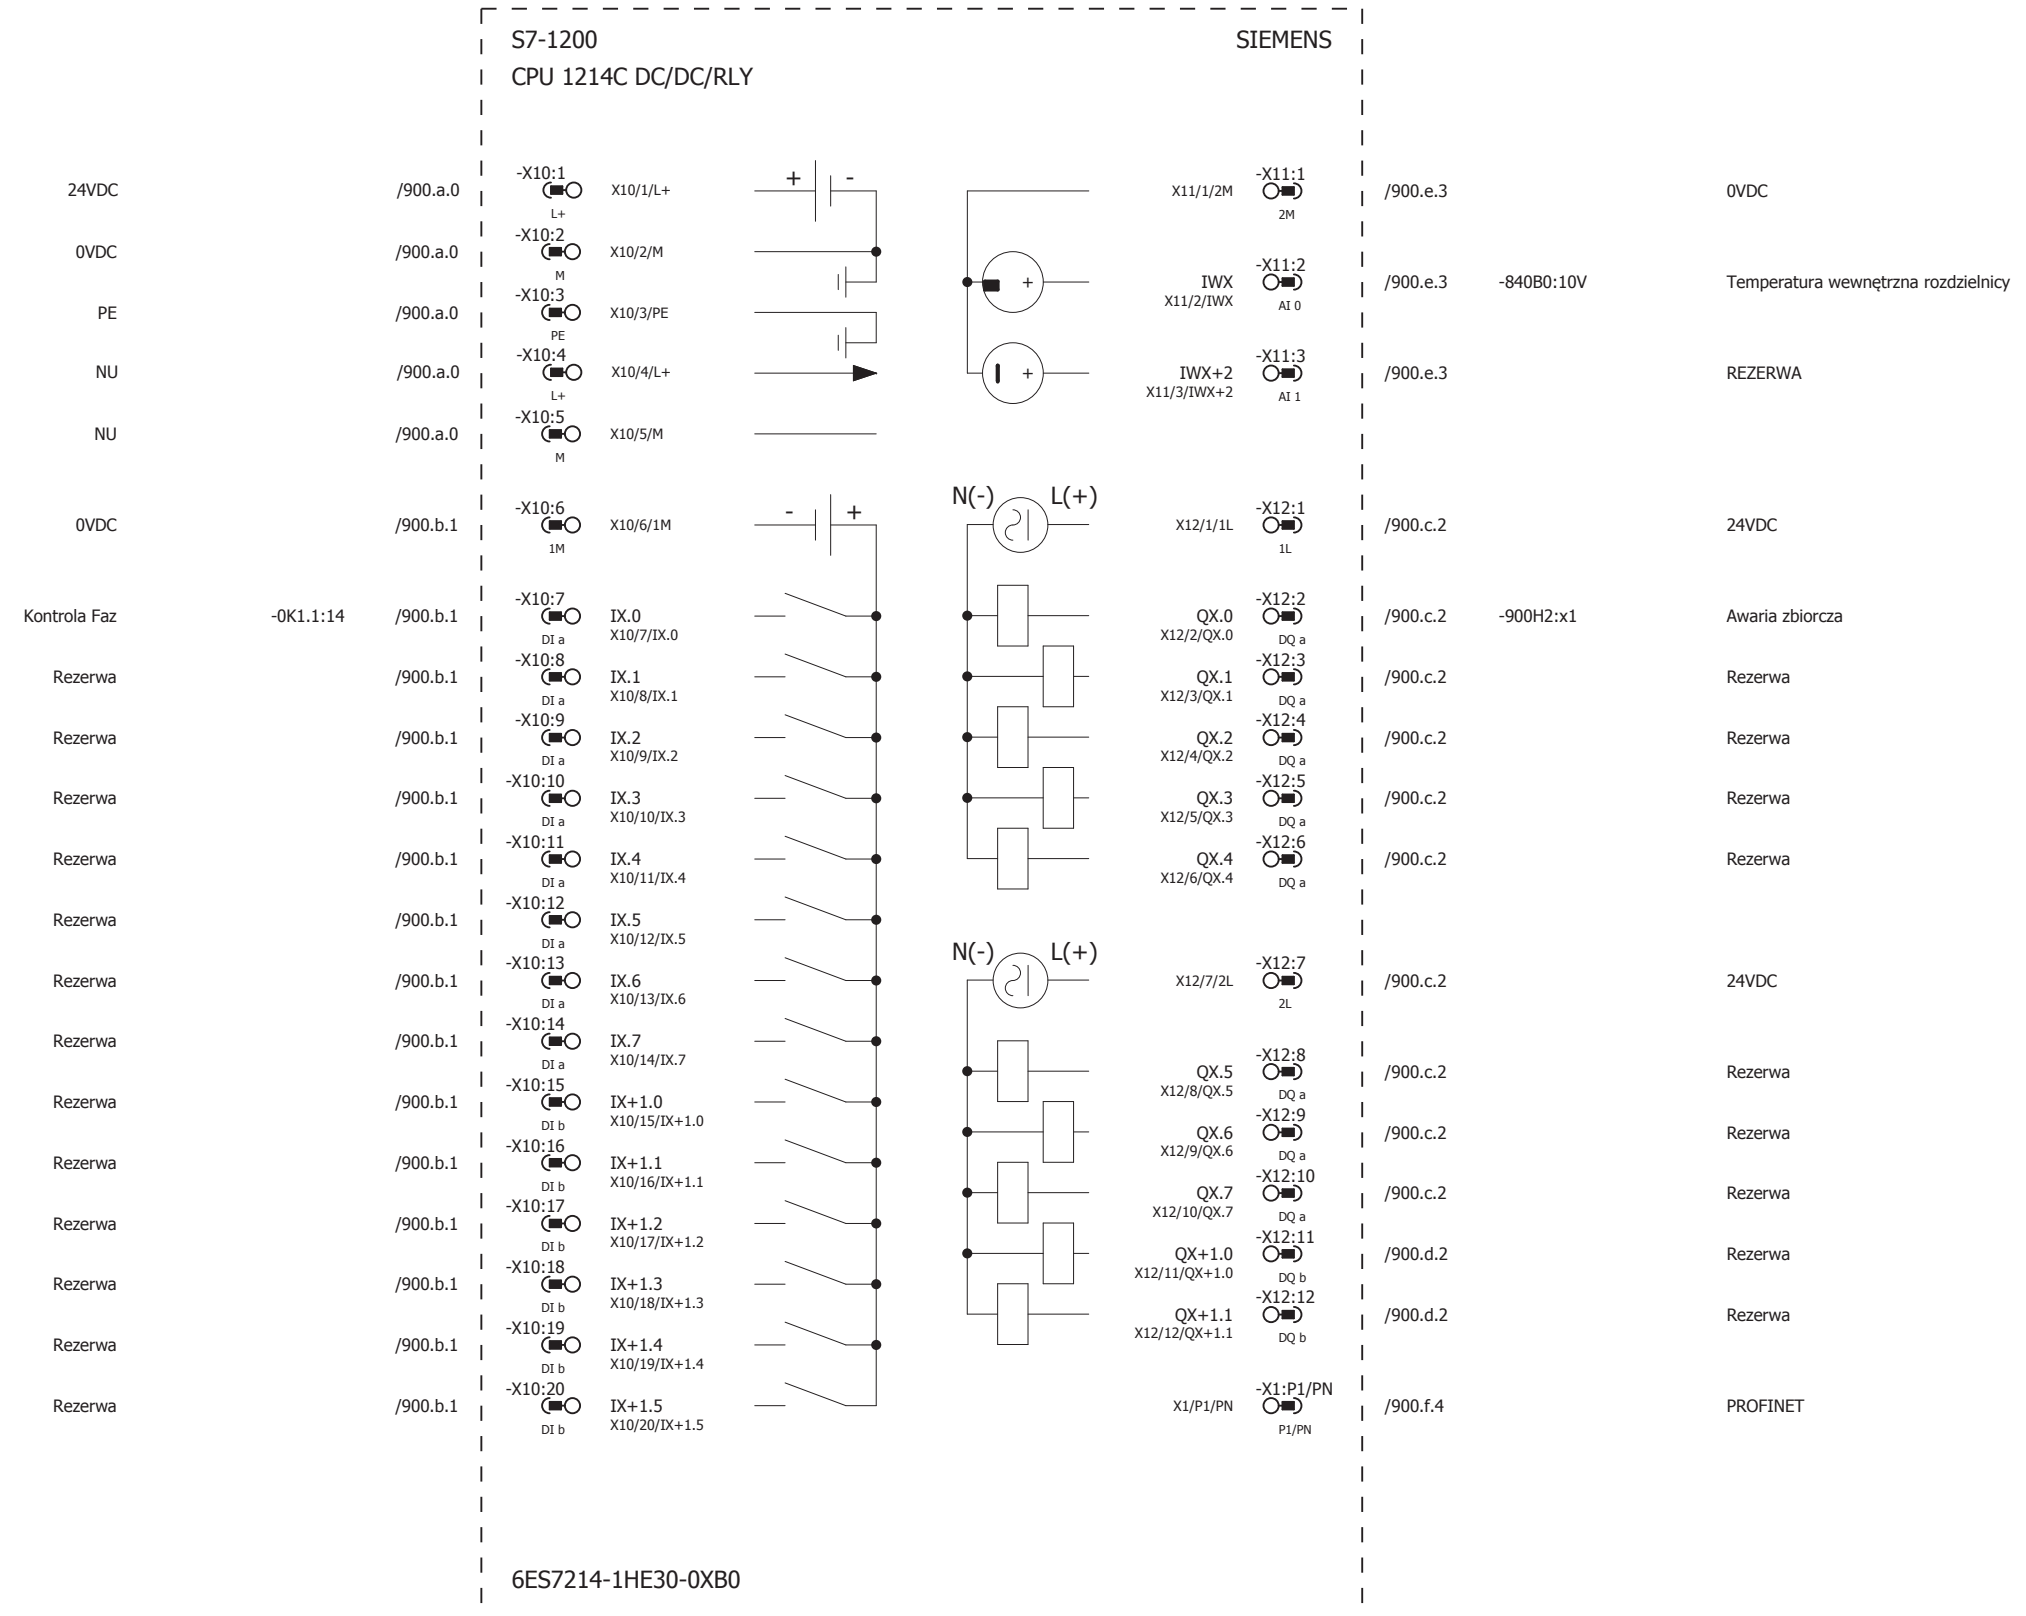 S7-1200 SIEMENS
CPU 1214C DC/DC/RLY
24VDC /900.a.0 -X10:1 L+ X10/1/L+ + -
0VDC /900.a.0 -X10:2 M X10/2/M
PE /900.a.0 -X10:3 PE X10/3/PE
NU /900.a.0 -X10:4 L+ X10/4/L+
NU /900.a.0 -X10:5 M X10/5/M
0VDC /900.b.1 -X10:6 1M X10/6/1M - +
Kontrola Faz -0K1.1:14 /900.b.1 -X10:7 DI a IX.0 X10/7/IX.0
Rezerwa /900.b.1 -X10:8 DI a IX.1 X10/8/IX.1
Rezerwa /900.b.1 -X10:9 DI a IX.2 X10/9/IX.2
Rezerwa /900.b.1 -X10:10 DI a IX.3 X10/10/IX.3
Rezerwa /900.b.1 -X10:11 DI a IX.4 X10/11/IX.4
Rezerwa /900.b.1 -X10:12 DI a IX.5 X10/12/IX.5
Rezerwa /900.b.1 -X10:13 DI a IX.6 X10/13/IX.6
Rezerwa /900.b.1 -X10:14 DI a IX.7 X10/14/IX.7
Rezerwa /900.b.1 -X10:15 DI b IX+1.0 X10/15/IX+1.0
Rezerwa /900.b.1 -X10:16 DI b IX+1.1 X10/16/IX+1.1
Rezerwa /900.b.1 -X10:17 DI b IX+1.2 X10/17/IX+1.2
Rezerwa /900.b.1 -X10:18 DI b IX+1.3 X10/18/IX+1.3
Rezerwa /900.b.1 -X10:19 DI b IX+1.4 X10/19/IX+1.4
Rezerwa /900.b.1 -X10:20 DI b IX+1.5 X10/20/IX+1.5
X11/1/2M -X11:1 2M /900.e.3 0VDC
+ IWX X11/2/IWX -X11:2 AI 0 /900.e.3 -840B0:10V Temperatura wewnętrzna rozdzielnicy
+ IWX+2 X11/3/IWX+2 -X11:3 AI 1 /900.e.3 REZERWA
N(-) L(+) X12/1/1L -X12:1 1L /900.c.2 24VDC
QX.0 X12/2/QX.0 -X12:2 DQ a /900.c.2 -900H2:x1 Awaria zbiorcza
QX.1 X12/3/QX.1 -X12:3 DQ a /900.c.2 Rezerwa
QX.2 X12/4/QX.2 -X12:4 DQ a /900.c.2 Rezerwa
QX.3 X12/5/QX.3 -X12:5 DQ a /900.c.2 Rezerwa
QX.4 X12/6/QX.4 -X12:6 DQ a /900.c.2 Rezerwa
N(-) L(+) X12/7/2L -X12:7 2L /900.c.2 24VDC
QX.5 X12/8/QX.5 -X12:8 DQ a /900.c.2 Rezerwa
QX.6 X12/9/QX.6 -X12:9 DQ a /900.c.2 Rezerwa
QX.7 X12/10/QX.7 -X12:10 DQ a /900.c.2 Rezerwa
QX+1.0 X12/11/QX+1.0 -X12:11 DQ b /900.d.2 Rezerwa
QX+1.1 X12/12/QX+1.1 -X12:12 DQ b /900.d.2 Rezerwa
X1/P1/PN -X1:P1/PN P1/PN /900.f.4 PROFINET
6ES7214-1HE30-0XB0